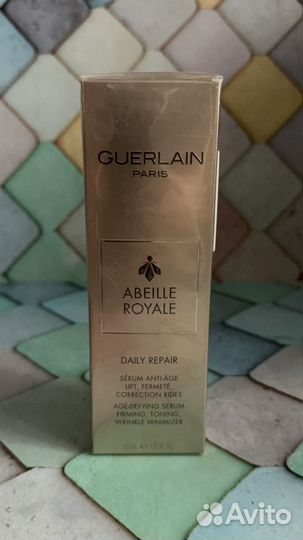 GUERLAIN
PARIS
ABEILLE
ROYALE
DAILY REPAIR
SÉRUM ANTI-ÂGE
LIFT, FERMETÉ,
CORRECTION RIDES
AGE-DEFYING SERUM
FIRMING, TONING,
WRINKLE MINIMIZER
Avito